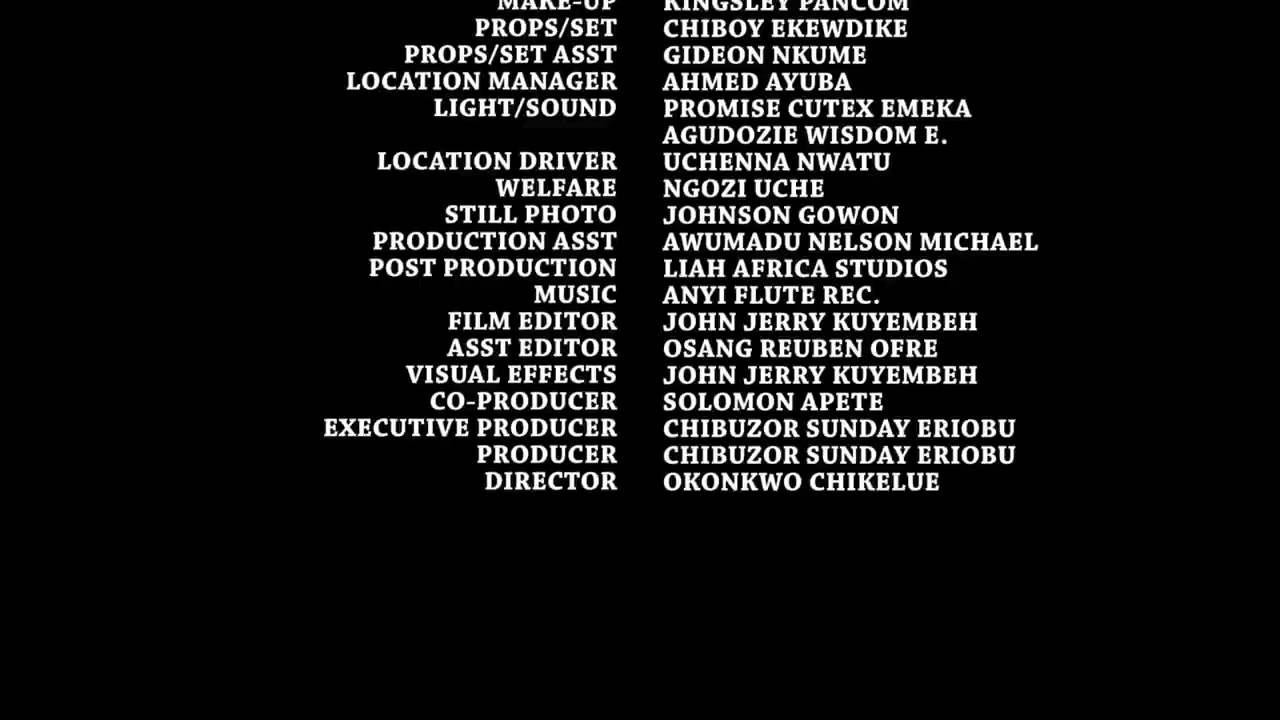 MAKE-UP KINGSLEY PANCOM
PROPS/SET CHIBOY EKEWDIKE
PROPS/SET ASST GIDEON NKUME
LOCATION MANAGER AHMED AYUBA
LIGHT/SOUND PROMISE CUTEX EMEKA
AGUDOZIE WISDOM E.
LOCATION DRIVER UCHENNA NWATU
WELFARE NGOZI UCHE
STILL PHOTO JOHNSON GOWON
PRODUCTION ASST AWUMADU NELSON MICHAEL
POST PRODUCTION LIAH AFRICA STUDIOS
MUSIC ANYI FLUTE REC.
FILM EDITOR JOHN JERRY KUYEMBEH
ASST EDITOR OSANG REUBEN OFRE
VISUAL EFFECTS JOHN JERRY KUYEMBEH
CO-PRODUCER SOLOMON APETE
EXECUTIVE PRODUCER CHIBUZOR SUNDAY ERIOBU
PRODUCER CHIBUZOR SUNDAY ERIOBU
DIRECTOR OKONKWO CHIKELUE